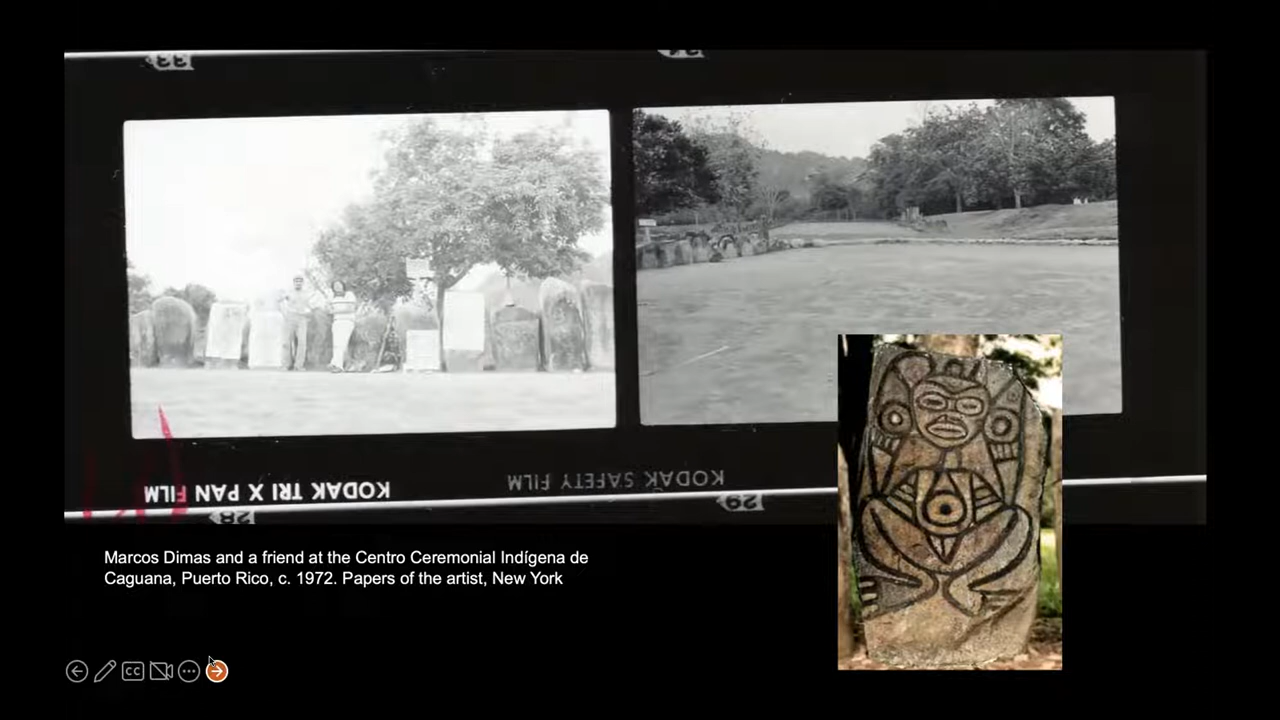 33
KODAK TRI X PAN FILM
KODAK SAFETY FILM
28
29
Marcos Dimas and a friend at the Centro Ceremonial Indígena de
Caguana, Puerto Rico, c. 1972. Papers of the artist, New York
CC